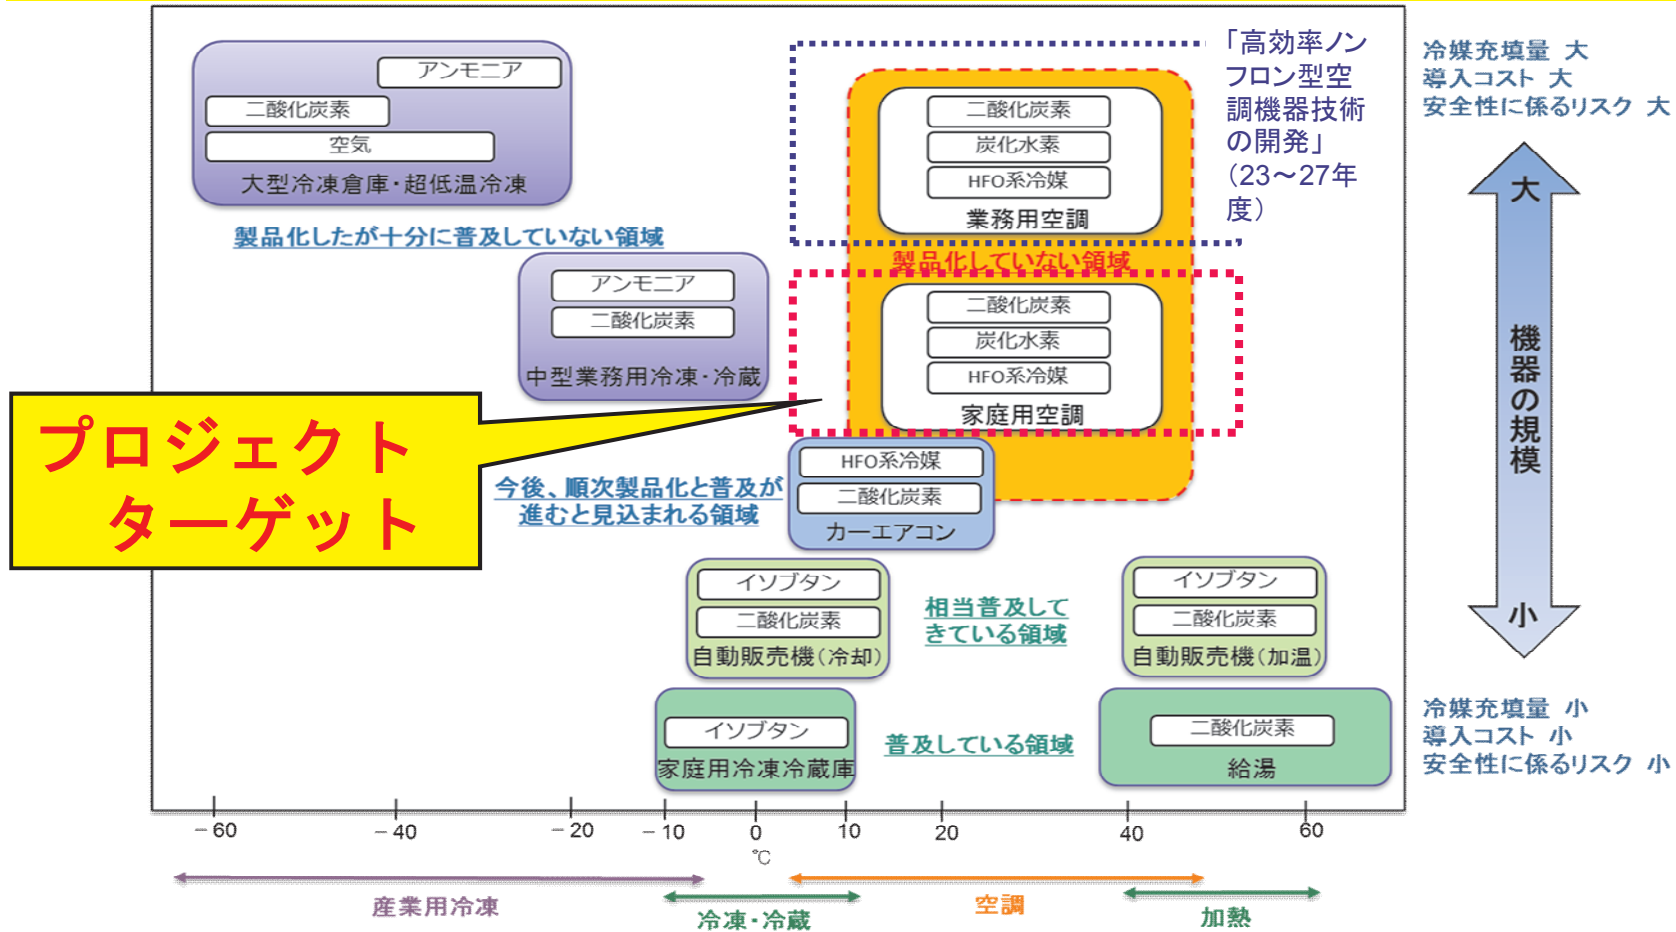 アンモニア
二酸化炭素
空気
大型冷凍倉庫・超低温冷凍
製品化したが十分に普及していない領域
アンモニア
二酸化炭素
中型業務用冷凍・冷蔵
二酸化炭素
炭化水素
HFO系冷媒
業務用空調
製品化していない領域
二酸化炭素
炭化水素
HFO系冷媒
家庭用空調
「高効率ノン
フロン型空
調機器技術
の開発」
(23～27年
度)
冷媒充填量 大
導入コスト 大
安全性に係るリスク 大
大
機器の規模
小
冷媒充填量 小
導入コスト 小
安全性に係るリスク 小
プロジェクト
ターゲット
今後、順次製品化と普及が
進むと見込まれる領域
HFO系冷媒
二酸化炭素
カーエアコン
イソブタン
二酸化炭素
自動販売機(冷却)
相当普及して
きている領域
イソブタン
二酸化炭素
自動販売機(加温)
イソブタン
家庭用冷凍冷蔵庫
普及している領域
二酸化炭素
給湯
－60 －40 －20 －10 0 10 20 40 60
℃
産業用冷凍
冷凍・冷蔵
空調
加熱